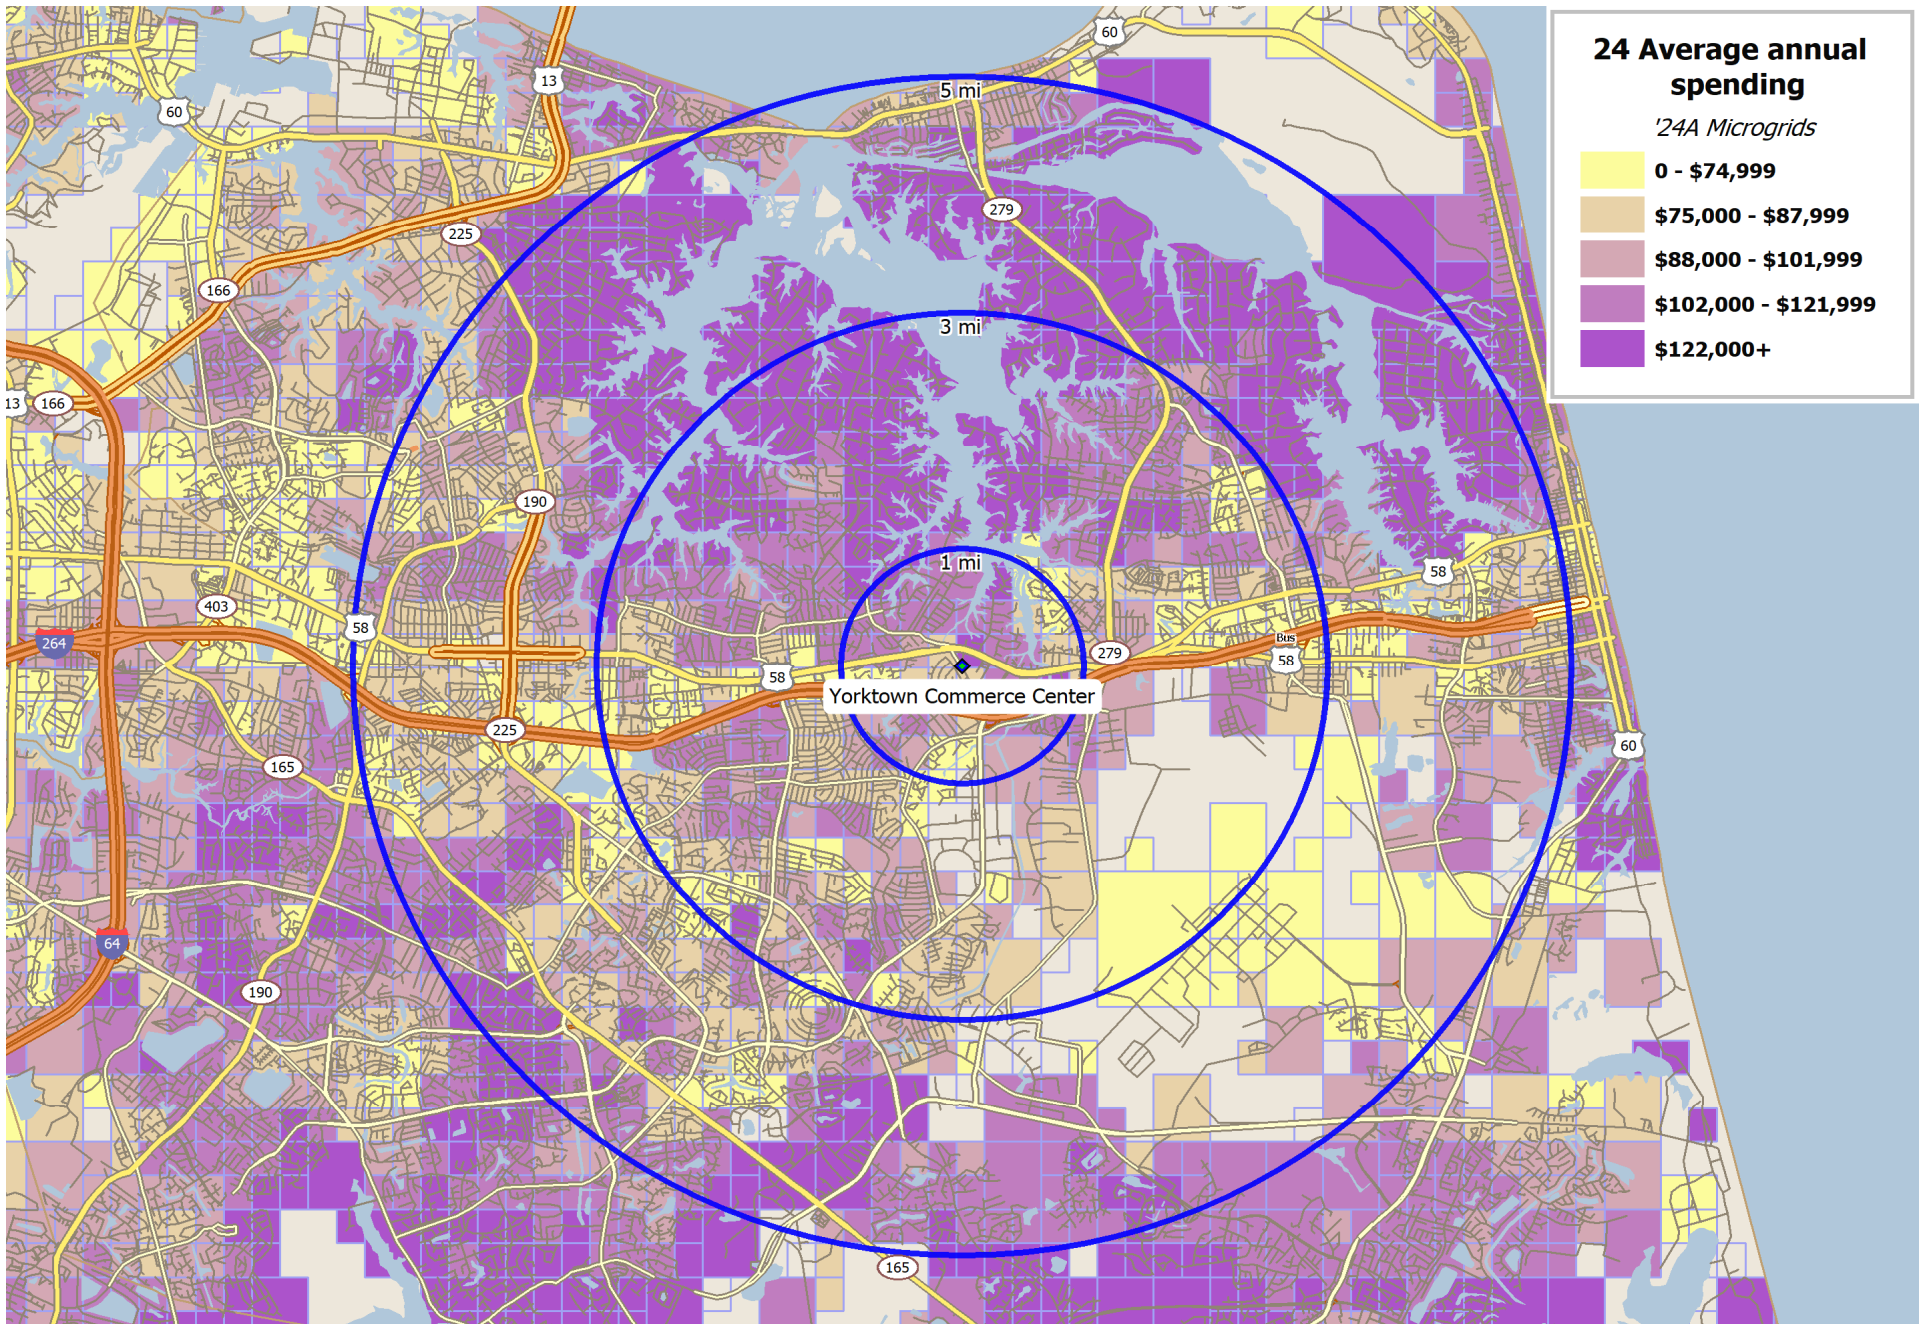 24 Average annual
spending
'24A Microgrids
0 - $74,999
$75,000 - $87,999
$88,000 - $101,999
$102,000 - $121,999
$122,000+
60
13
5 mi
60
279
225
166
3 mi
13
166
190
1 mi
58
403
58
264
Bus
58
279
58
Yorktown Commerce Center
225
60
165
64
190
165